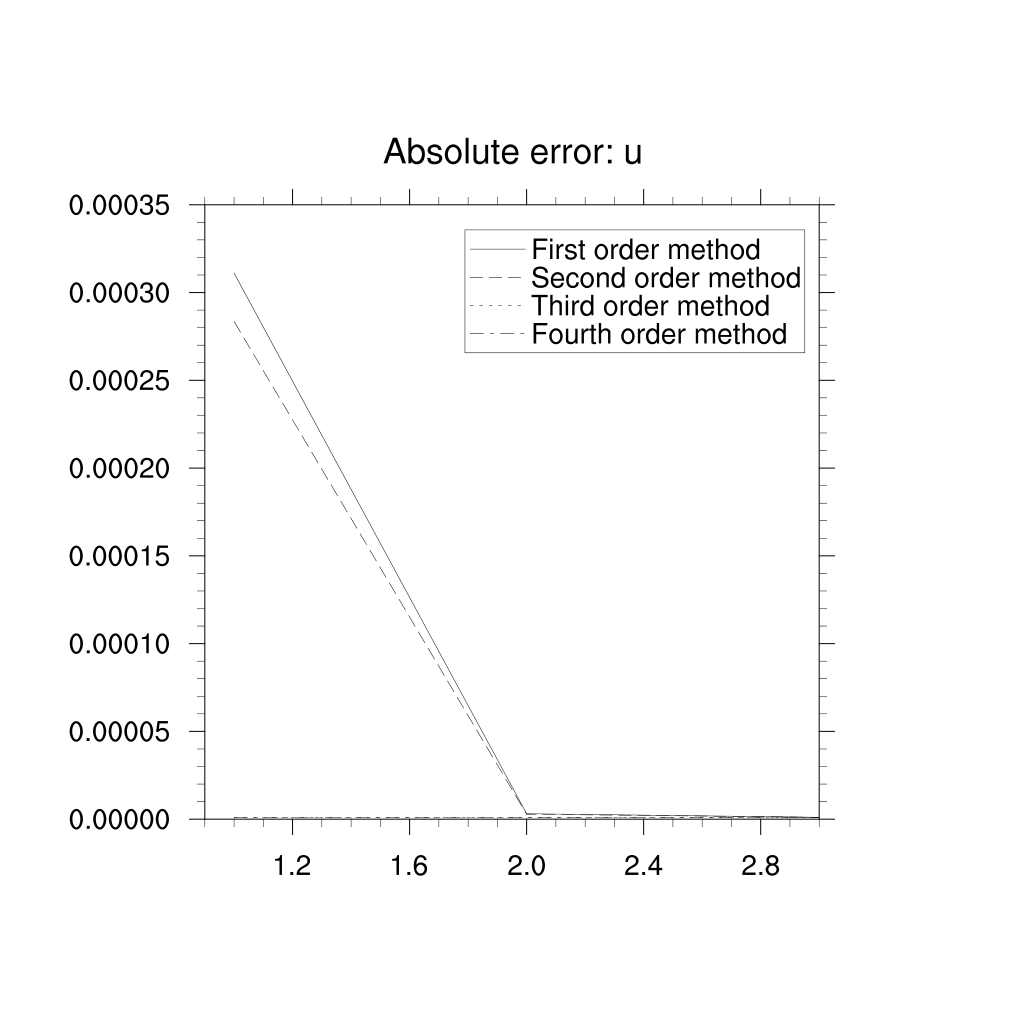 Absolute error: u
0.00035
0.00030
0.00025
0.00020
0.00015
0.00010
0.00005
0.00000
First order method
Second order method
Third order method
Fourth order method
1.2 1.6 2.0 2.4 2.8